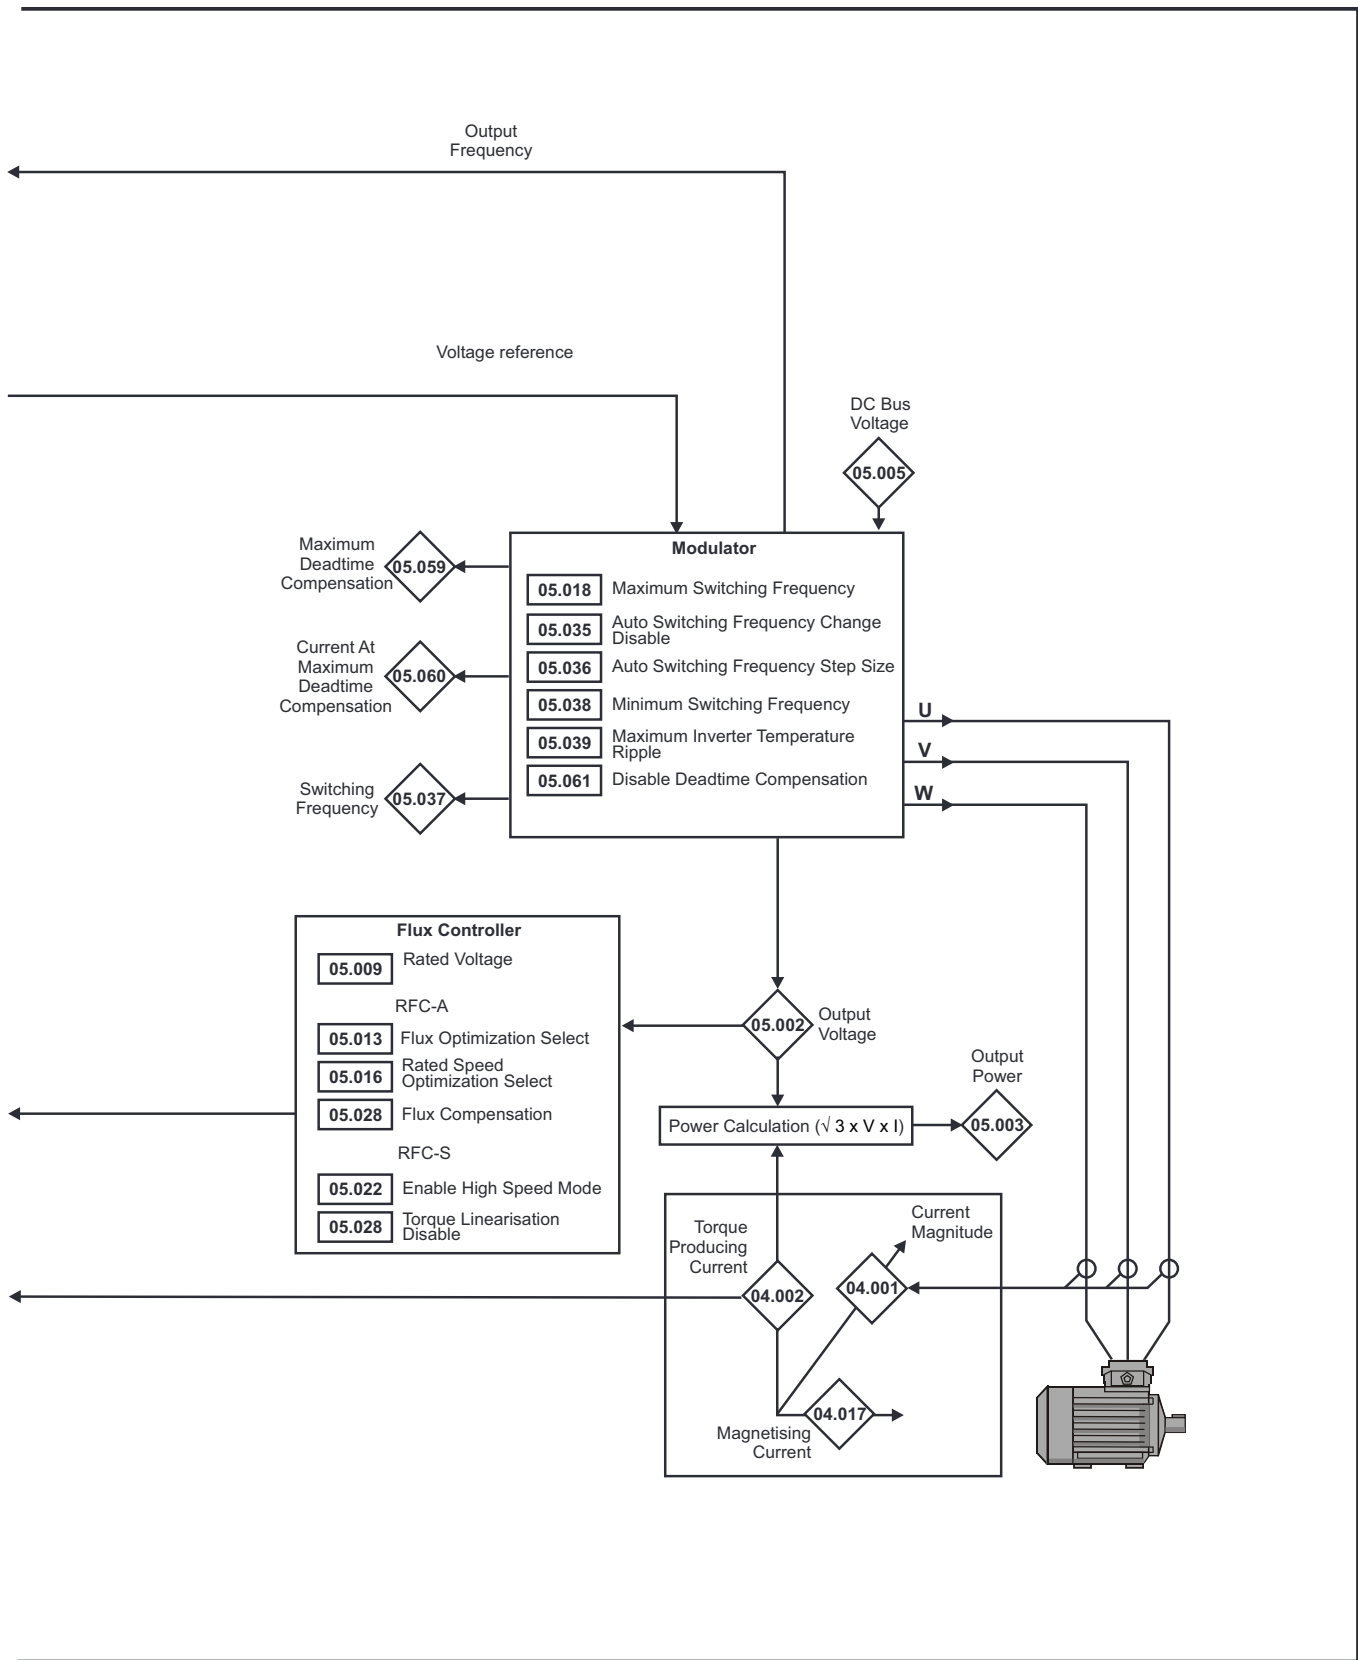 Output
Frequency
Voltage reference
DC Bus
Voltage
05.005
Modulator
Maximum
Deadtime
Compensation
05.059
05.018 Maximum Switching Frequency
05.035 Auto Switching Frequency Change
Disable
Current At
Maximum
Deadtime
Compensation
05.060
05.036 Auto Switching Frequency Step Size
05.038 Minimum Switching Frequency
05.039 Maximum Inverter Temperature
Ripple
05.061 Disable Deadtime Compensation
Switching
Frequency
05.037
U
V
W
Flux Controller
05.009 Rated Voltage
RFC-A
05.013 Flux Optimization Select
05.016 Rated Speed
Optimization Select
05.028 Flux Compensation
RFC-S
05.022 Enable High Speed Mode
05.028 Torque Linearisation
Disable
05.002
Output
Voltage
Output
Power
Power Calculation (√ 3 x V x I)
05.003
Torque
Producing
Current
04.002
Current
Magnitude
04.001
04.017
Magnetising
Current